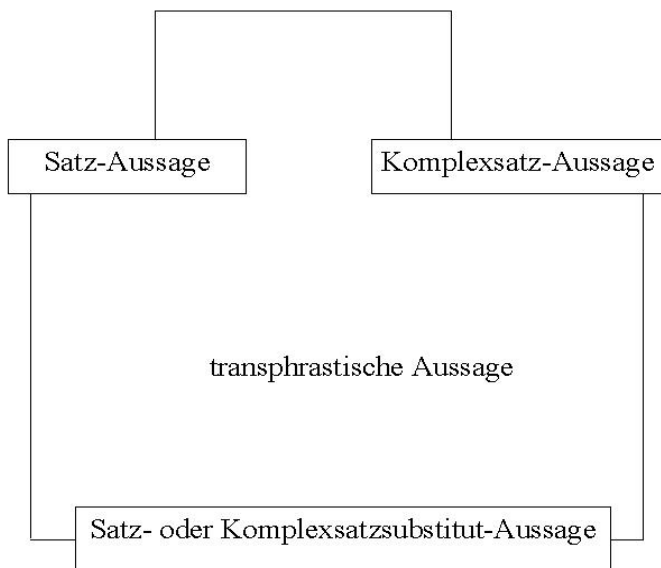 Satz-Aussage
Komplexsatz-Aussage
transphrastische Aussage
Satz- oder Komplexsatzsubstitut-Aussage